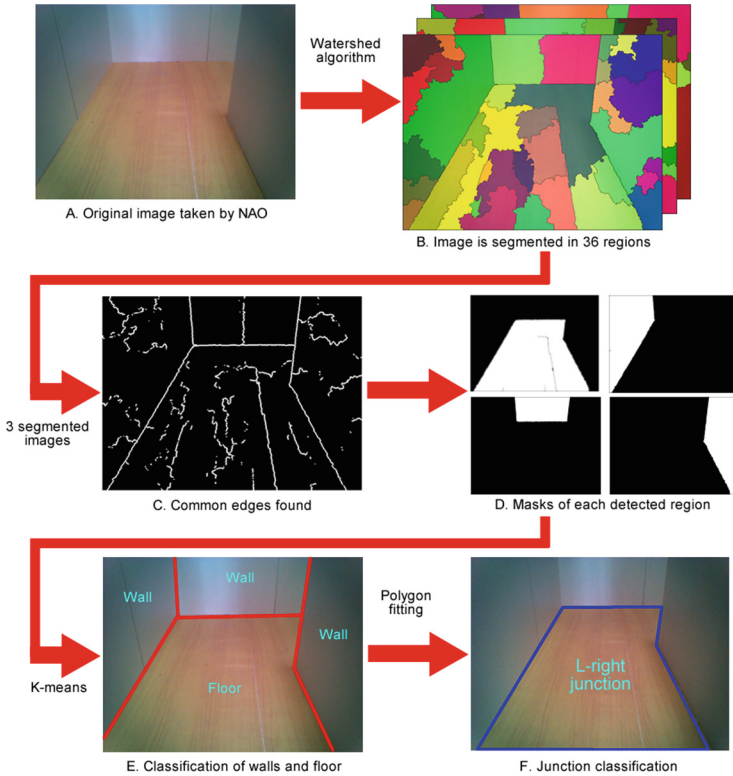 Watershed
algorithm
A. Original image taken by NAO
B. Image is segmented in 36 regions
3 segmented
images
C. Common edges found
D. Masks of each detected region
K-means
Wall
Wall
Wall
Floor
E. Classification of walls and floor
Polygon
fitting
L-right
junction
F. Junction classification